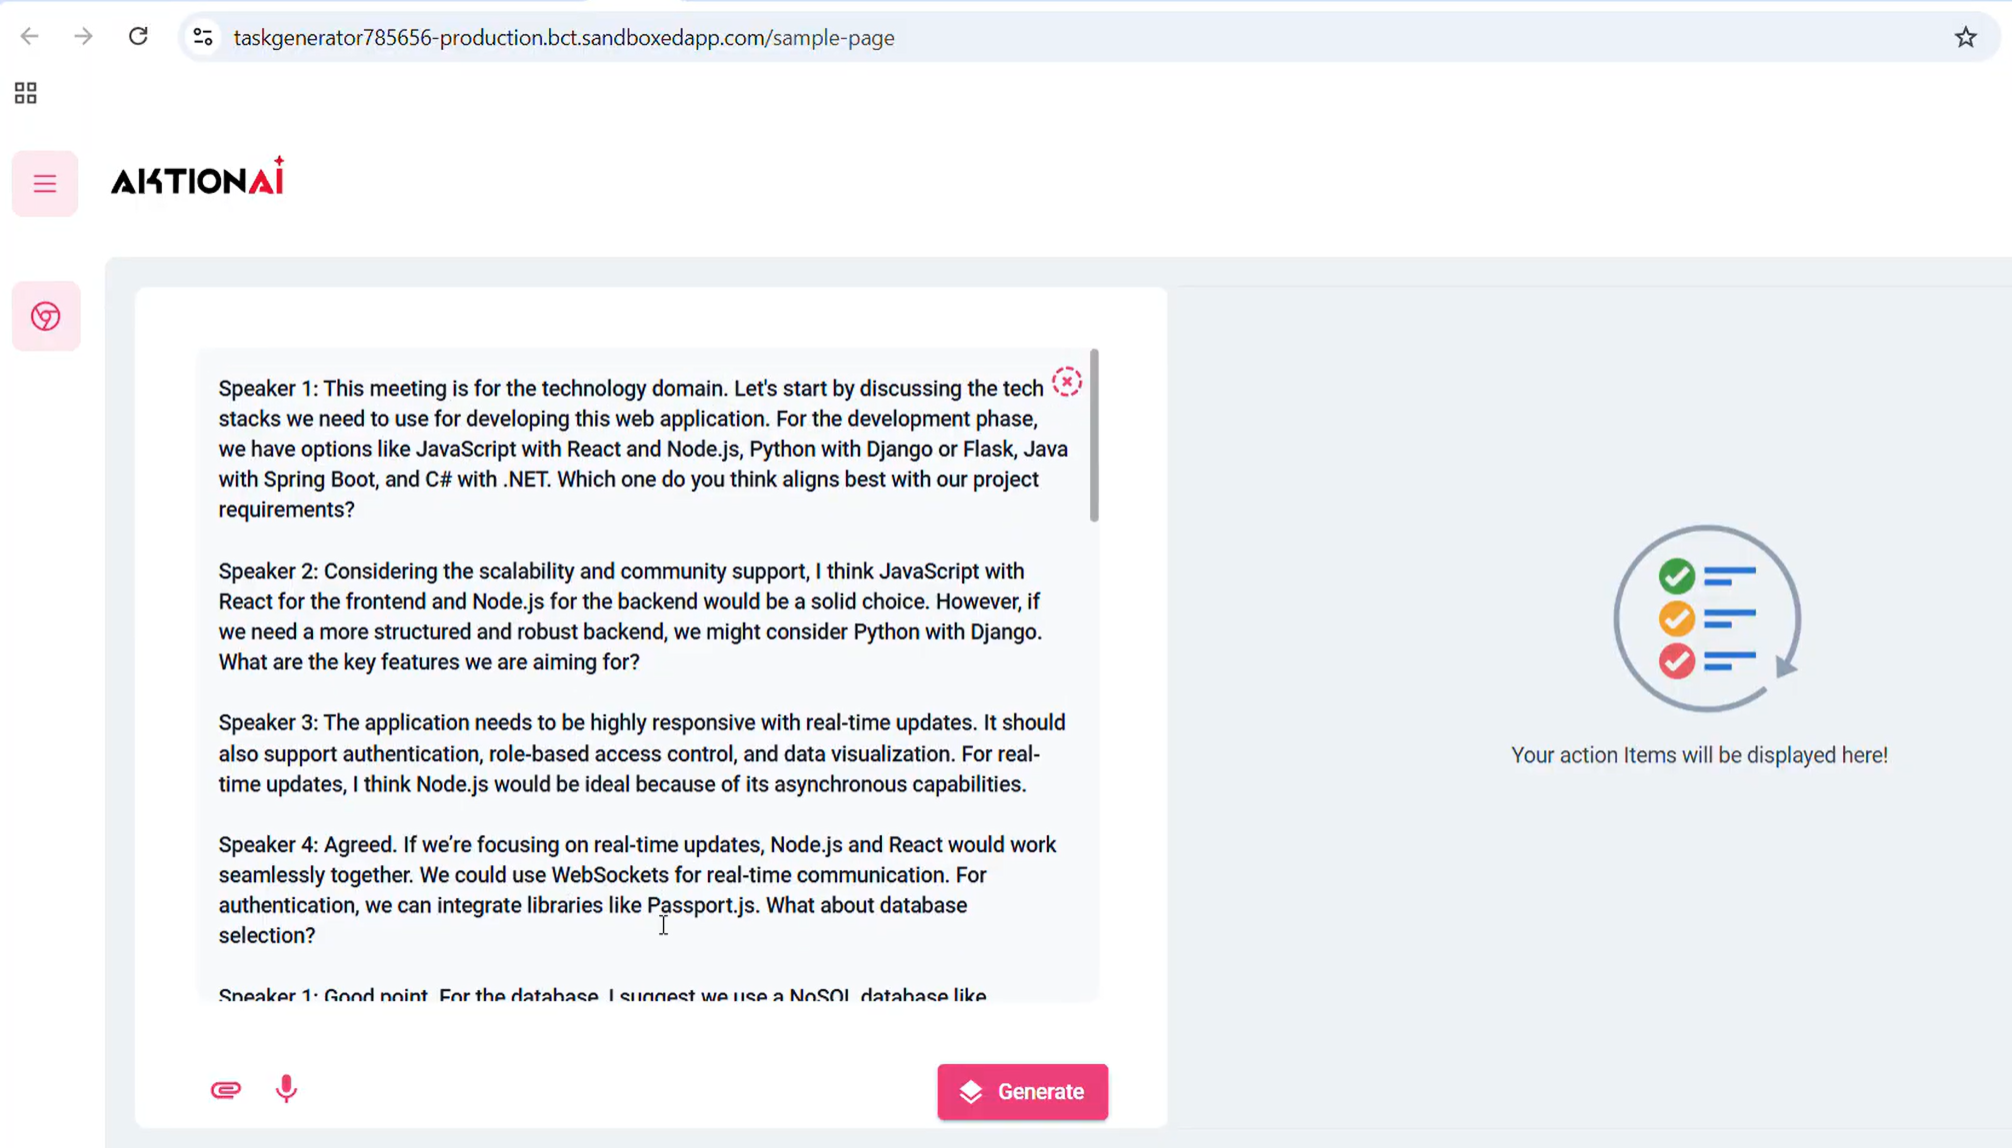 taskgenerator785656-production.bct.sandboxedapp.com/sample-page
AKTIONAi
Speaker 1: This meeting is for the technology domain. Let's start by discussing the tech
stacks we need to use for developing this web application. For the development phase,
we have options like JavaScript with React and Node.js, Python with Django or Flask, Java
with Spring Boot, and C# with .NET. Which one do you think aligns best with our project
requirements?
Speaker 2: Considering the scalability and community support, I think JavaScript with
React for the frontend and Node.js for the backend would be a solid choice. However, if
we need a more structured and robust backend, we might consider Python with Django.
What are the key features we are aiming for?
Speaker 3: The application needs to be highly responsive with real-time updates. It should
also support authentication, role-based access control, and data visualization. For real-
time updates, I think Node.js would be ideal because of its asynchronous capabilities.
Speaker 4: Agreed. If we’re focusing on real-time updates, Node.js and React would work
seamlessly together. We could use WebSockets for real-time communication. For
authentication, we can integrate libraries like Passport.js. What about database
selection?
Speaker 1: Good point. For the database, I suggest we use a NoSQL database like
Generate
Your action Items will be displayed here!